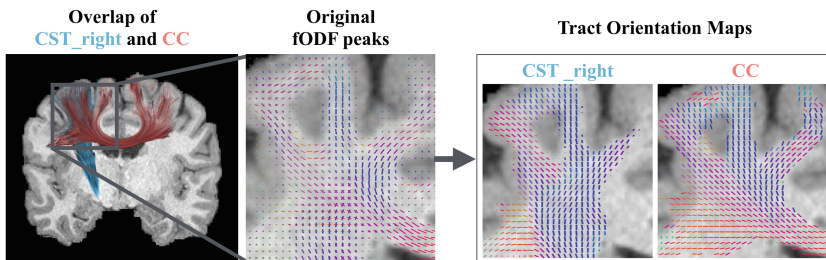 Overlap of
CST_right and CC
Original
fODF peaks
Tract Orientation Maps
CST _right
CC